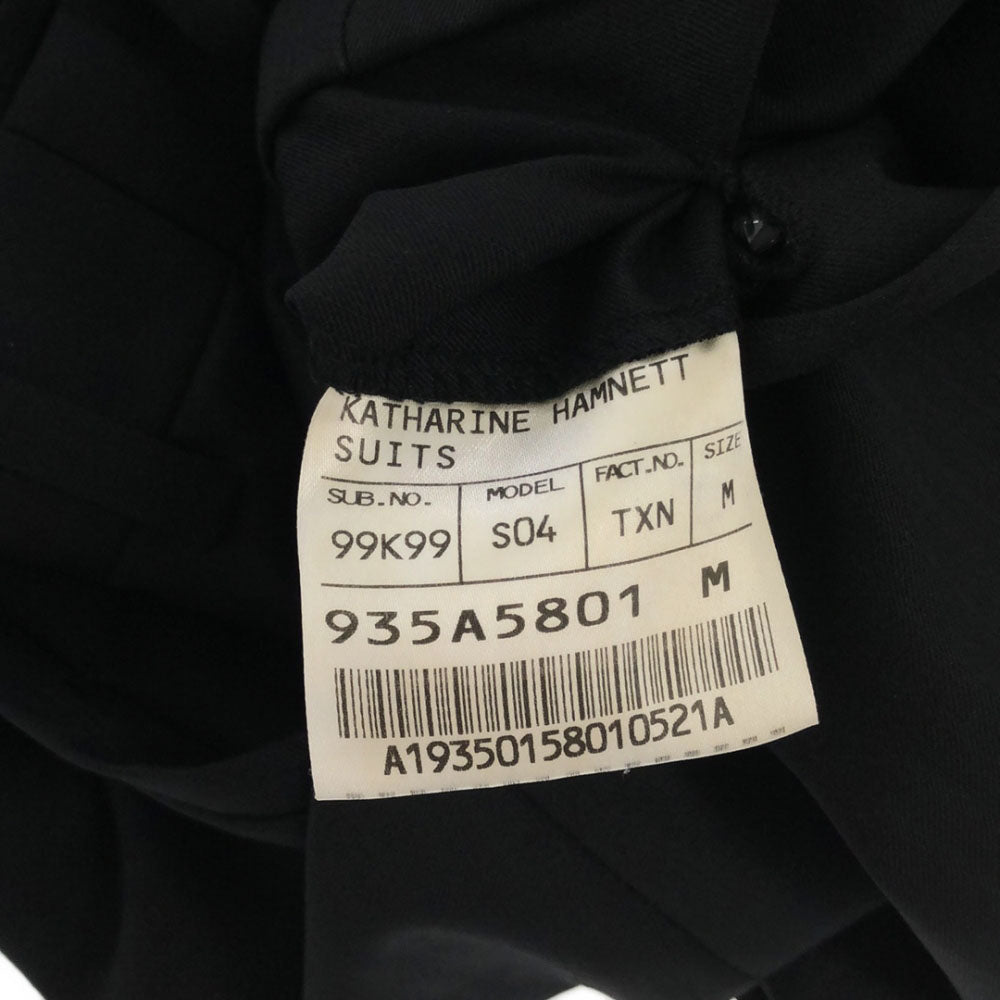 KATHARINE HAMNETT
SUITS
SUB.NO. MODEL FACT.NO. SIZE
99K99 S04 TXN M
935A5801 M
A19350158010521A